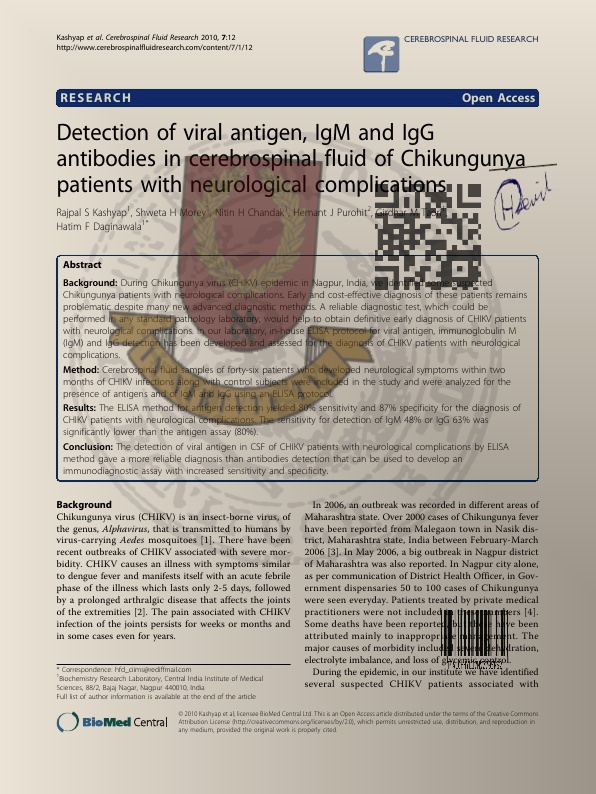 Kashyap et al. Cerebrospinal Fluid Research 2010, 7:12
http://www.cerebrospinalfluidresearch.com/content/7/1/12
CEREBROSPINAL FLUID RESEARCH
RESEARCH
Open Access
Detection of viral antigen, IgM and IgG
antibodies in cerebrospinal fluid of Chikungunya
patients with neurological complications
Rajpal S Kashyap1, Shweta H Morey1, Nitin H Chandak1, Hemant J Purohit2, Girdhar M
Hatim F Daginawala1*
Abstract
Background: During Chikungunya virus (CHIKV) epidemic in Nagpur, India, we identified some suspected
Chikungunya patients with neurological complications. Early and cost-effective diagnosis of these patients remains
problematic despite many new advanced diagnostic methods. A reliable diagnostic test, which could be
performed in any standard pathology laboratory, would help to obtain definitive early diagnosis of CHIKV patients
with neurological complications. In our laboratory, in-house ELISA protocol for viral antigen, immunoglobulin M
(IgM) and IgG detection has been developed and assessed for the diagnosis of CHIKV patients with neurological
complications.
Method: Cerebrospinal fluid samples of forty-six patients who developed neurological symptoms within two
months of CHIKV infections along with control subjects were included in the study and were analyzed for the
presence of antigens and of IgM and IgG using an ELISA protocol.
Results: The ELISA method for antigen detection yielded 80% sensitivity and 87% specificity for the diagnosis of
CHIKV patients with neurological complications. The sensitivity for detection of IgM 48% or IgG 63% was
significantly lower than the antigen assay (80%).
Conclusion: The detection of viral antigen in CSF of CHIKV patients with neurological complications by ELISA
method gave a more reliable diagnosis than antibodies detection that can be used to develop an
immunodiagnostic assay with increased sensitivity and specificity.
Background
Chikungunya virus (CHIKV) is an insect-borne virus, of
the genus, Alphavirus, that is transmitted to humans by
virus-carrying Aedes mosquitoes [1]. There have been
recent outbreaks of CHIKV associated with severe mor-
bidity. CHIKV causes an illness with symptoms similar
to dengue fever and manifests itself with an acute febrile
phase of the illness which lasts only 2-5 days, followed
by a prolonged arthralgic disease that affects the joints
of the extremities [2]. The pain associated with CHIKV
infection of the joints persists for weeks or months and
in some cases even for years.
In 2006, an outbreak was recorded in different areas of
Maharashtra state. Over 2000 cases of Chikungunya fever
have been reported from Malegaon town in Nasik dis-
trict, Maharashtra state, India between February-March
2006 [3]. In May 2006, a big outbreak in Nagpur district
of Maharashtra was also reported. In Nagpur city alone,
as per communication of District Health Officer, in Gov-
ernment dispensaries 50 to 100 cases of Chikungunya
were seen everyday. Patients treated by private medical
practitioners were not included in the numbers [4].
Some deaths have been reported, but these have been
attributed mainly to inappropriate management. The
major causes of morbidity included severe dehydration,
electrolyte imbalance, and loss of glycemic control.
During the epidemic, in our institute we have identified
several suspected CHIKV patients associated with
* Correspondence: hfd_ciims@rediffmail.com
1Biochemistry Research Laboratory, Central India Institute of Medical
Sciences, 88/2, Bajaj Nagar, Nagpur 440010, India
Full list of author information is available at the end of the article
BioMed Central
© 2010 Kashyap et al; licensee BioMed Central Ltd. This is an Open Access article distributed under the terms of the Creative Commons
Attribution License (http://creativecommons.org/licenses/by/2.0), which permits unrestricted use, distribution, and reproduction in
any medium, provided the original work is properly cited.